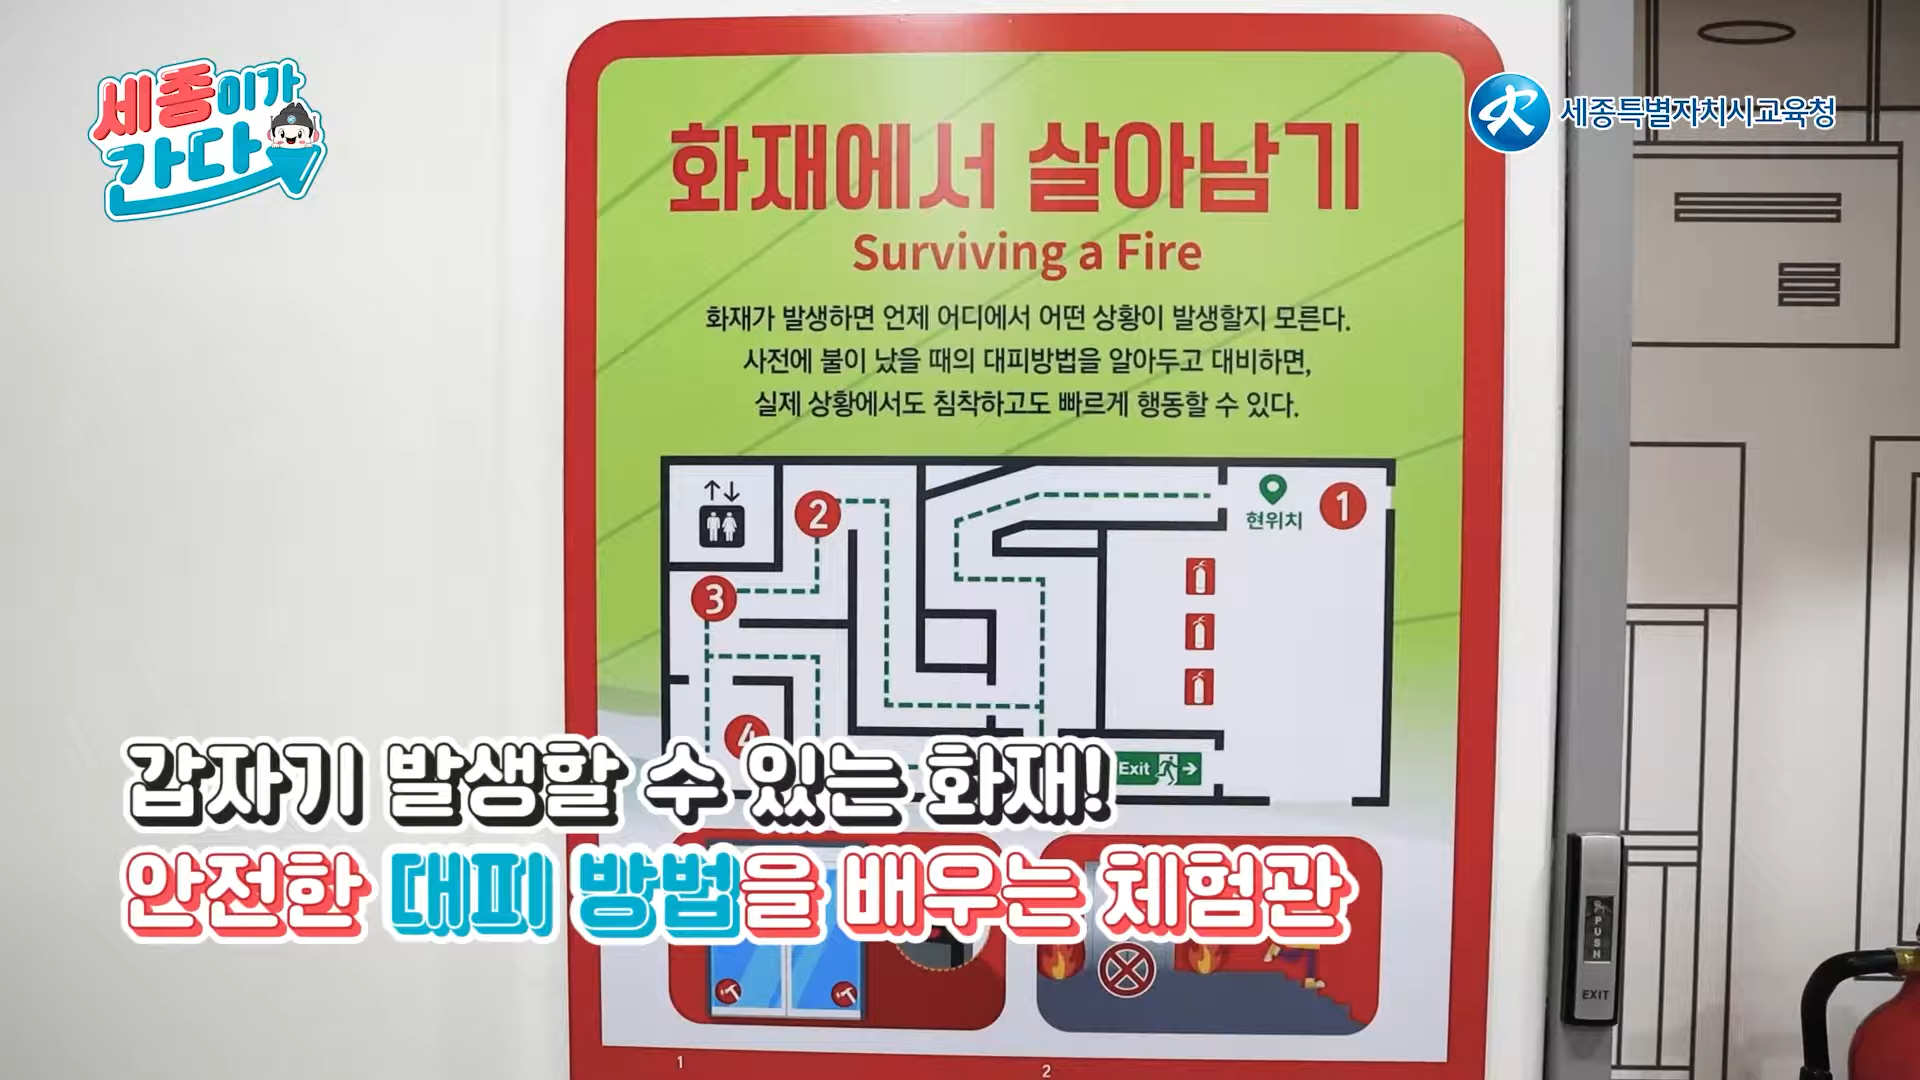 세종이가
간다
세종특별자치시교육청
화재에서 살아남기
Surviving a Fire
화재가 발생하면 언제 어디에서 어떤 상황이 발생할지 모른다.
사전에 불이 났을 때의 대피방법을 알아두고 대비하면,
실제 상황에서도 침착하고도 빠르게 행동할 수 있다.
현위치
1
2
3
4
Exit
갑자기 발생할 수 있는 화재!
안전한 대피 방법을 배우는 체험관
1
2
PUSH
EXIT